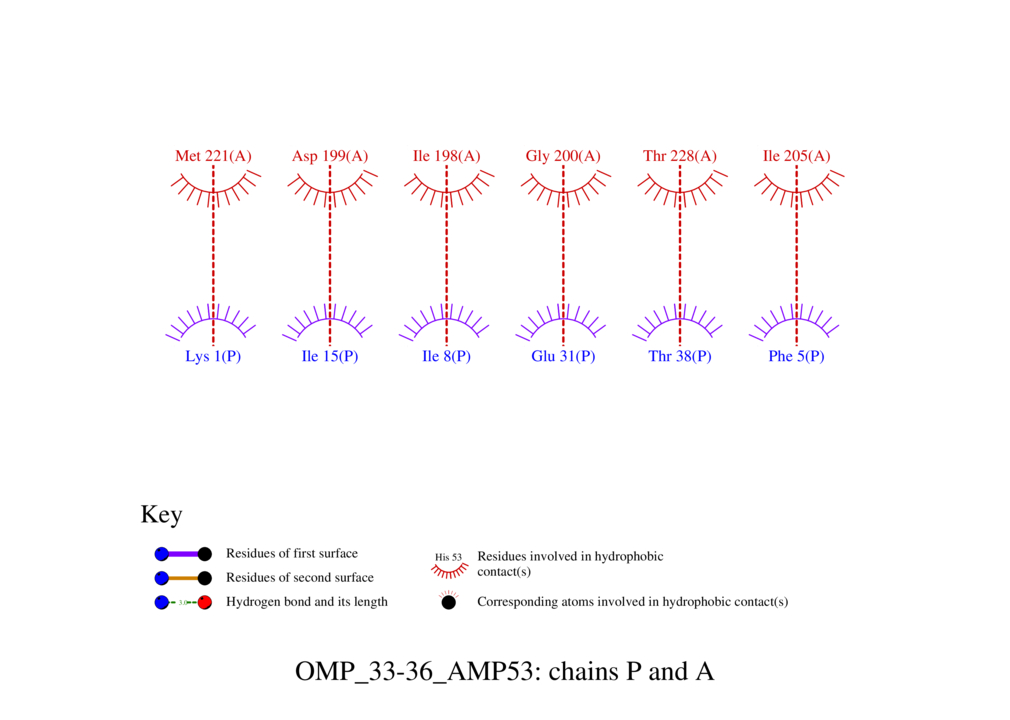 Met 221(A) Asp 199(A) Ile 198(A) Gly 200(A) Thr 228(A) Ile 205(A)
Lys 1(P) Ile 15(P) Ile 8(P) Glu 31(P) Thr 38(P) Phe 5(P)
Key
Residues of first surface
Residues of second surface
3.0
Hydrogen bond and its length
His 53
Residues involved in hydrophobic
contact(s)
Corresponding atoms involved in hydrophobic contact(s)
OMP_33-36_AMP53: chains P and A